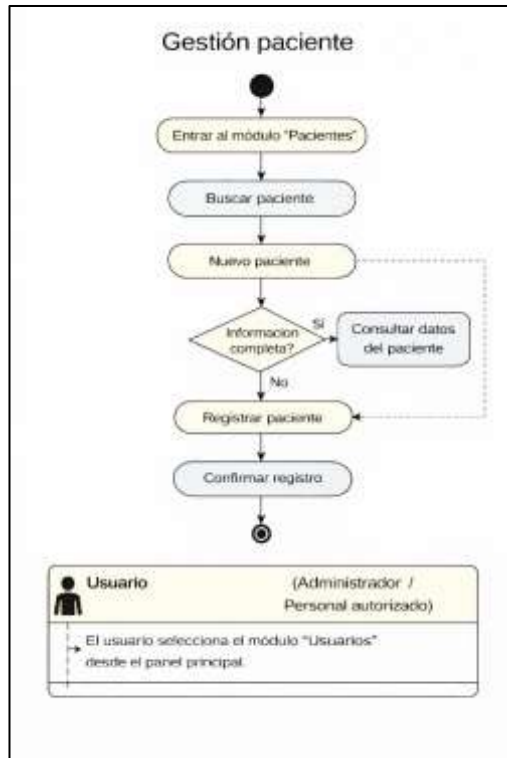 Gestión paciente
Entrar al módulo "Pacientes"
Buscar paciente
Nuevo paciente
Informacion
completa?
Sí
Consultar datos
del paciente
No
Registrar paciente
Confirmar registro
Usuario
(Administrador /
Personal autorizado)
El usuario selecciona el módulo "Usuarios"
desde el panel principal.